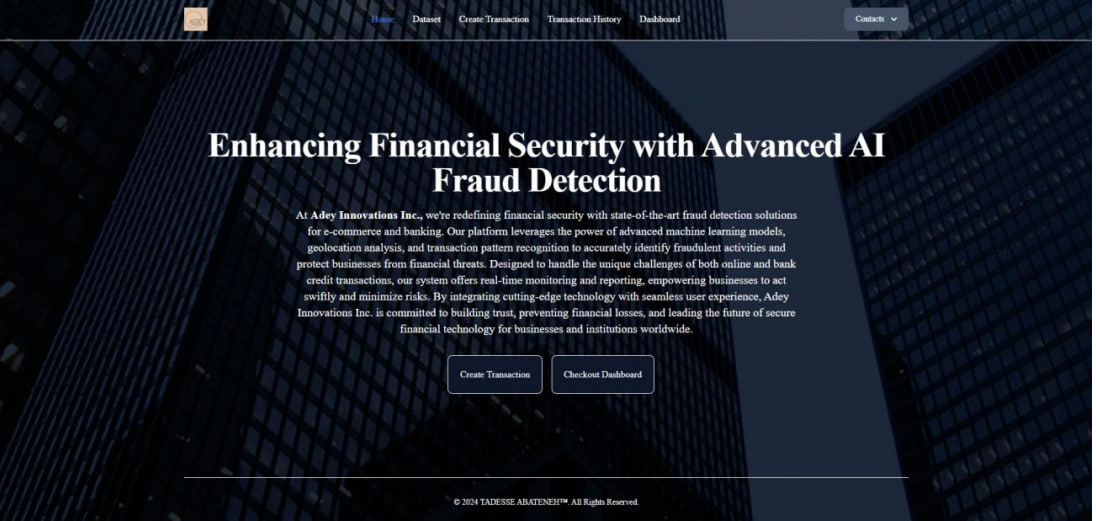 ADEY
Home Dataset Create Transaction Transaction History Dashboard Contacts
Enhancing Financial Security with Advanced AI
Fraud Detection
At Adey Innovations Inc., we're redefining financial security with state-of-the-art fraud detection solutions
for e-commerce and banking. Our platform leverages the power of advanced machine learning models,
geolocation analysis, and transaction pattern recognition to accurately identify fraudulent activities and
protect businesses from financial threats. Designed to handle the unique challenges of both online and bank
credit transactions, our system offers real-time monitoring and reporting, empowering businesses to act
swiftly and minimize risks. By integrating cutting-edge technology with seamless user experience, Adey
Innovations Inc. is committed to building trust, preventing financial losses, and leading the future of secure
financial technology for businesses and institutions worldwide.
Create Transaction Checkout Dashboard
© 2024 TADESSE ABATENEH™. All Rights Reserved.